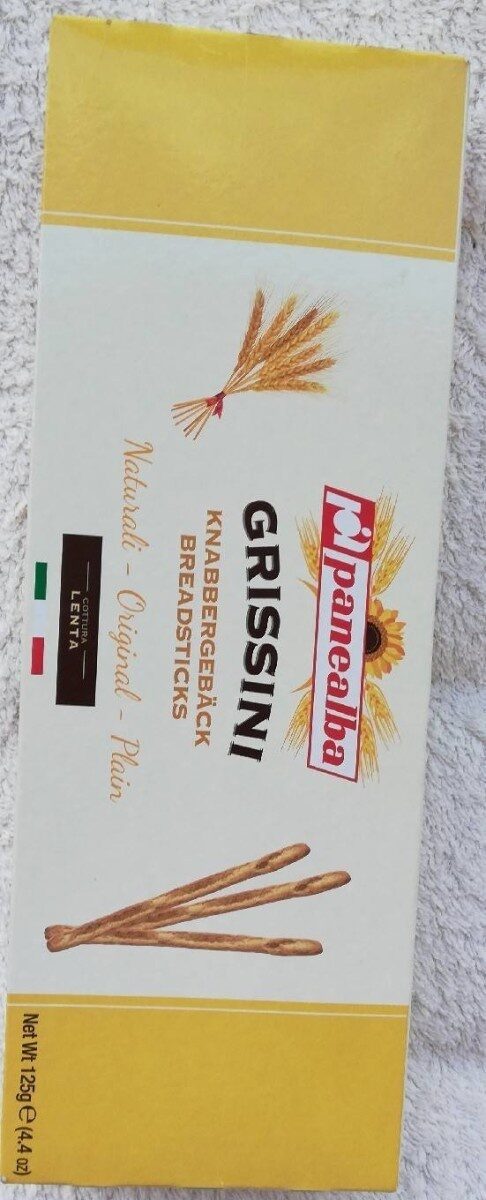 panealba
GRISSINI
KNABBERGEBÄCK
BREADSTICKS
Naturali - Original - Plain
COTTURA
LENTA
Net Wt 125g e (4.4 oz)